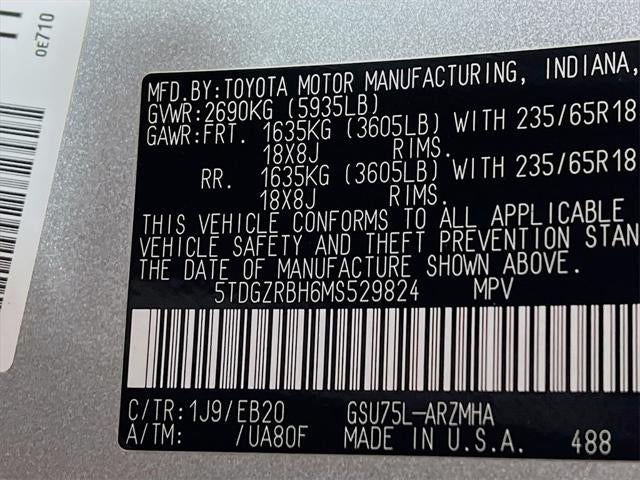 0E710
MFD.BY:TOYOTA MOTOR MANUFACTURING, INDIANA,
GVWR:2690KG (5935LB)
GAWR:FRT. 1635KG (3605LB) WITH 235/65R18
18X8J RIMS.
RR. 1635KG (3605LB) WITH 235/65R18
18X8J RIMS.
THIS VEHICLE CONFORMS TO ALL APPLICABLE
VEHICLE SAFETY AND THEFT PREVENTION STAN
THE DATE OF MANUFACTURE SHOWN ABOVE.
5TDGZRBH6MS529824 MPV
C/TR:1J9/EB20 GSU75L-ARZMHA
A/TM: /UA80F MADE IN U.S.A. 488